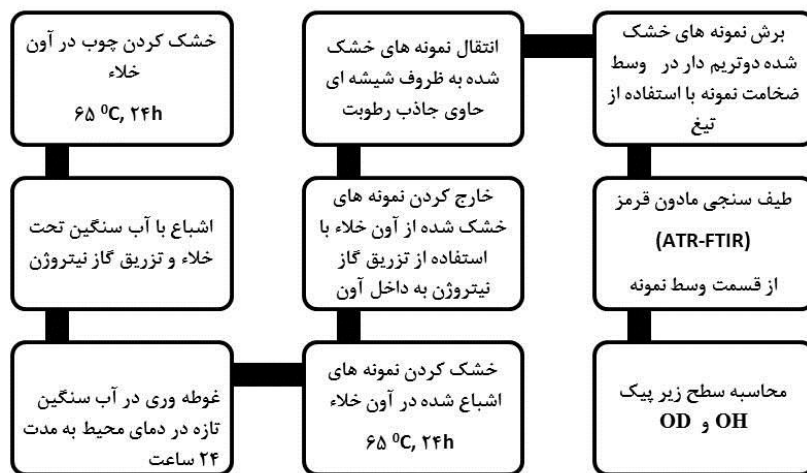 خشک کردن چوب در آون
خلاء
۶۵ ⁰C, ۲۴h
اشباع با آب سنگین تحت
خلاء و تزریق گاز نیتروژن
غوطه وری در آب سنگین
تازه در دمای محیط به مدت
۲۴ ساعت
خشک کردن نمونه های
اشباع شده در آون خلاء
۶۵ ⁰C, ۲۴h
خارج کردن نمونه های
خشک شده از آون خلاء با
استفاده از تزریق گاز
نیتروژن به داخل آون
انتقال نمونه های خشک
شده به ظروف شیشه ای
حاوی جاذب رطوبت
برش نمونه های خشک
شده دوتریم دار در وسط
ضخامت نمونه با استفاده از
تیغ
طیف سنجی مادون قرمز
(ATR-FTIR)
از قسمت وسط نمونه
محاسبه سطح زیر پیک
OH و OD